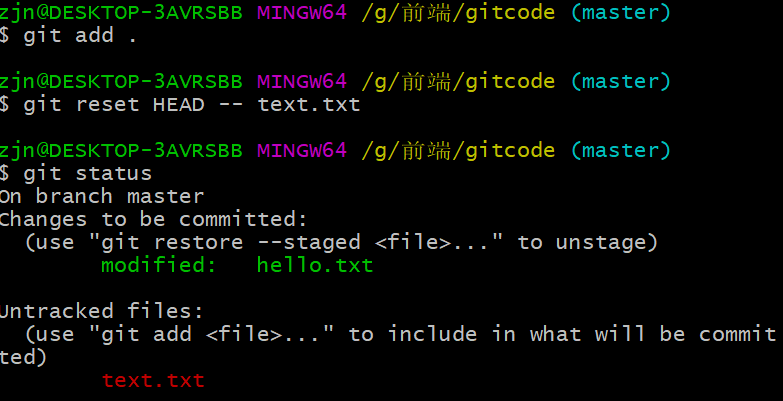 zjn@DESKTOP-3AVRSBB MINGW64 /g/前端/gitcode (master)
$ git add .
zjn@DESKTOP-3AVRSBB MINGW64 /g/前端/gitcode (master)
$ git reset HEAD -- text.txt
zjn@DESKTOP-3AVRSBB MINGW64 /g/前端/gitcode (master)
$ git status
On branch master
Changes to be committed:
  (use "git restore --staged <file>..." to unstage)
        modified:   hello.txt
Untracked files:
  (use "git add <file>..." to include in what will be commit
ted)
        text.txt